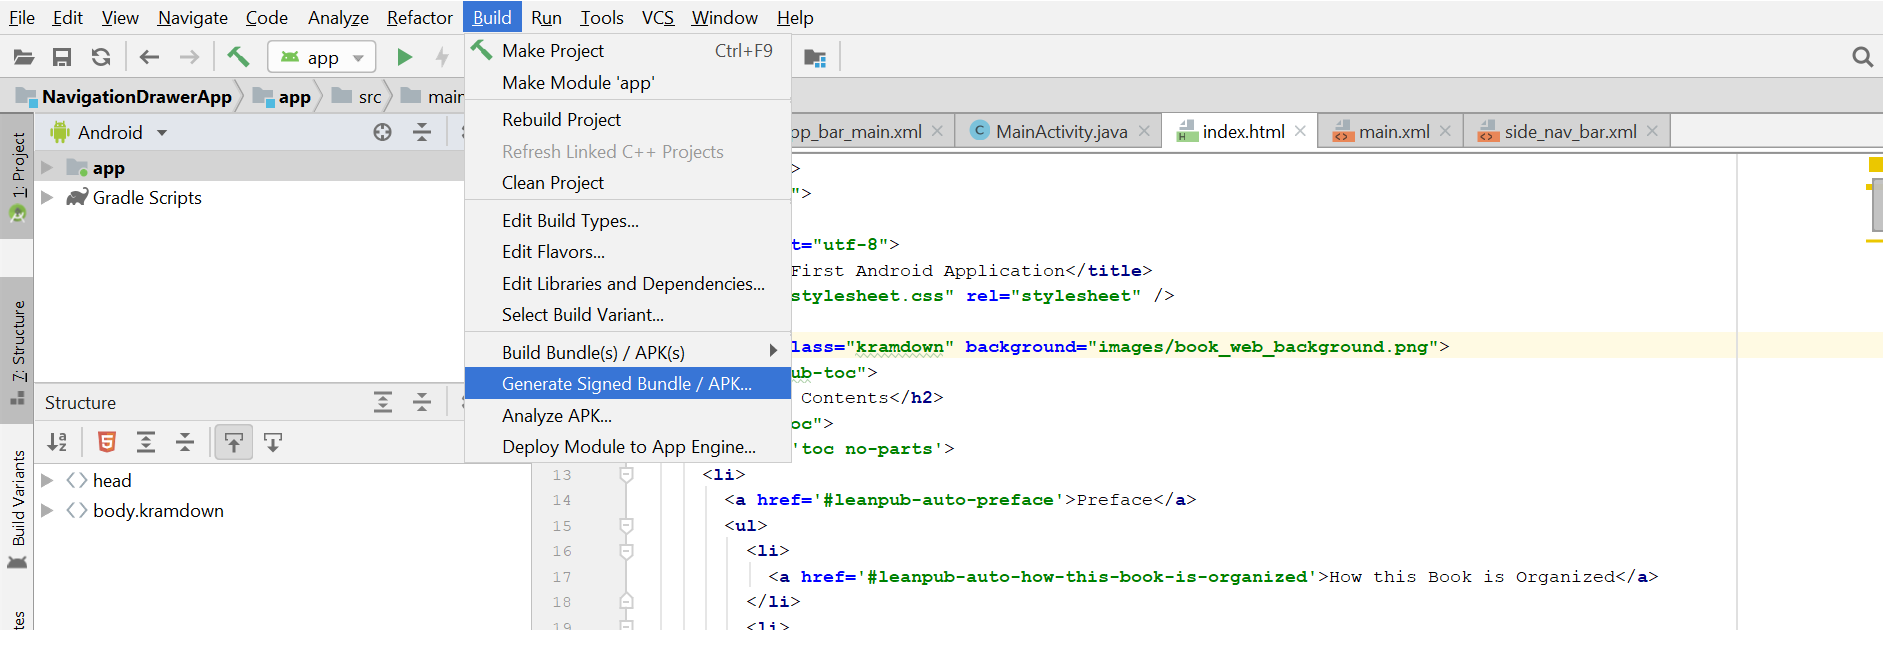 File Edit View Navigate Code Analyze Refactor Build Run Tools VCS Window Help
app
NavigationDrawerApp app src main
Make Project Ctrl+F9
Make Module 'app'
Rebuild Project
Refresh Linked C++ Projects
Clean Project
Edit Build Types...
Edit Flavors...
Edit Libraries and Dependencies...
Select Build Variant...
Build Bundle(s) / APK(s)
Generate Signed Bundle / APK...
Analyze APK...
Deploy Module to App Engine...
1: Project
7: Structure
Build Variants
Android
app
Gradle Scripts
Structure
head
body.kramdown
pp_bar_main.xml MainActivity.java index.html main.xml side_nav_bar.xml
>
">
t="utf-8">
First Android Application</title>
stylesheet.css" rel="stylesheet" />
lass="kramdown" background="images/book_web_background.png">
ub-toc">
Contents</h2>
oc">
'toc no-parts'>
13 <li>
14 <a href='#leanpub-auto-preface'>Preface</a>
15 <ul>
16 <li>
17 <a href='#leanpub-auto-how-this-book-is-organized'>How this Book is Organized</a>
18 </li>
19 <li>